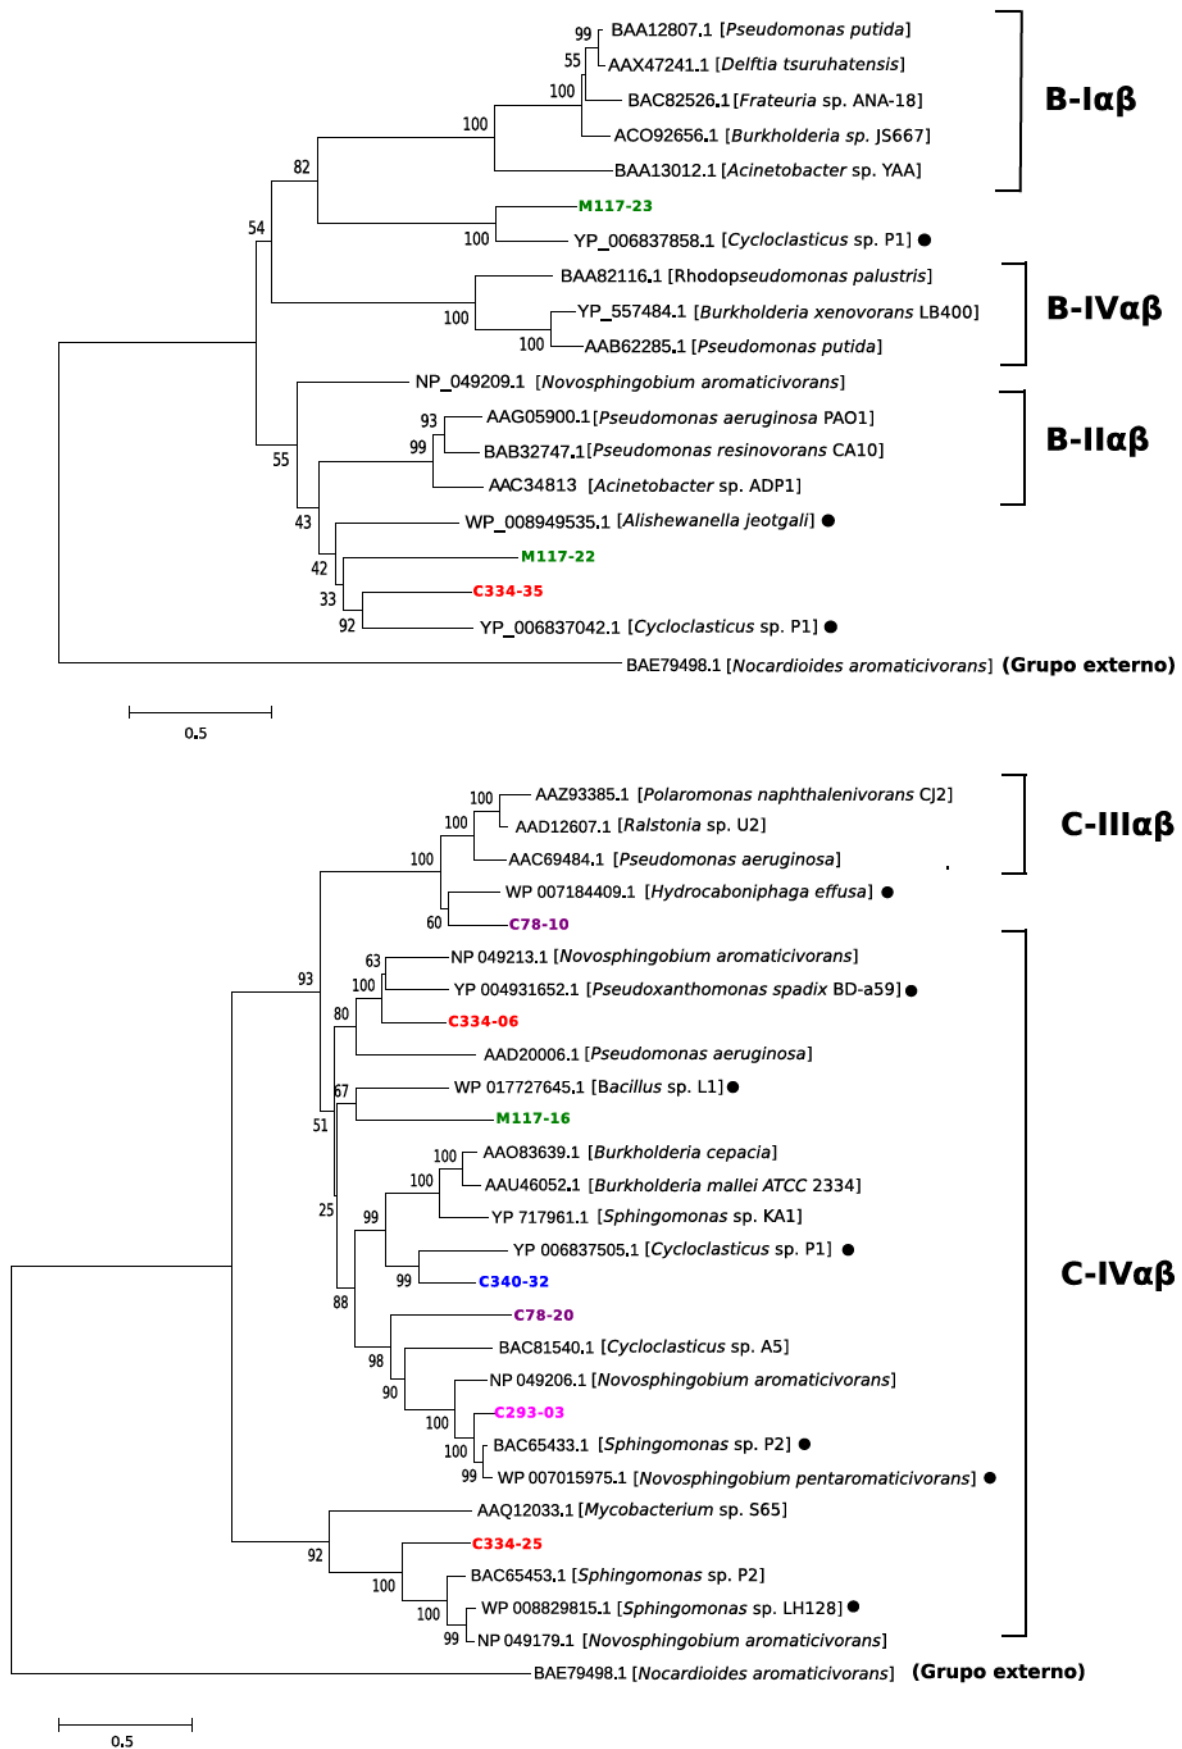 99
BAA12807.1 [Pseudomonas putida]
55
AAX47241.1 [Delftia tsuruhatensis]
100
BAC82526.1 [Frateuria sp. ANA-18]
B-Iαβ
100
ACO92656.1 [Burkholderia sp. JS667]
82
BAA13012.1 [Acinetobacter sp. YAA]
M117-23
54
100
YP_006837858.1 [Cycloclasticus sp. P1] ●
BAA82116.1 [Rhodopseudomonas palustris]
100
YP_557484.1 [Burkholderia xenovorans LB400]
B-IVαβ
100
AAB62285.1 [Pseudomonas putida]
NP_049209.1 [Novosphingobium aromaticivorans]
93
AAG05900.1 [Pseudomonas aeruginosa PAO1]
99
BAB32747.1 [Pseudomonas resinovorans CA10]
B-IIαβ
55
AAC34813 [Acinetobacter sp. ADP1]
43
WP_008949535.1 [Alishewanella jeotgali] ●
42
M117-22
33
C334-35
92
YP_006837042.1 [Cycloclasticus sp. P1] ●
BAE79498.1 [Nocardioides aromaticivorans] (Grupo externo)
0.5
100
AAZ93385.1 [Polaromonas naphthalenivorans CJ2]
100
AAD12607.1 [Ralstonia sp. U2]
C-IIIαβ
100
AAC69484.1 [Pseudomonas aeruginosa]
WP 007184409.1 [Hydrocaboniphaga effusa] ●
60
C78-10
63
NP 049213.1 [Novosphingobium aromaticivorans]
93
100
YP 004931652.1 [Pseudoxanthomonas spadix BD-a59] ●
80
C334-06
AAD20006.1 [Pseudomonas aeruginosa]
67
WP 017727645.1 [Bacillus sp. L1] ●
51
M117-16
100
AAO83639.1 [Burkholderia cepacia]
100
AAU46052.1 [Burkholderia mallei ATCC 2334]
25
99
YP 717961.1 [Sphingomonas sp. KA1]
YP 006837505.1 [Cycloclasticus sp. P1] ●
99
C340-32
C-IVαβ
88
C78-20
98
BAC81540.1 [Cycloclasticus sp. A5]
90
NP 049206.1 [Novosphingobium aromaticivorans]
100
C293-03
100
BAC65433.1 [Sphingomonas sp. P2] ●
99
WP 007015975.1 [Novosphingobium pentaromaticivorans] ●
AAQ12033.1 [Mycobacterium sp. S65]
92
C334-25
100
BAC65453.1 [Sphingomonas sp. P2]
100
WP 008829815.1 [Sphingomonas sp. LH128] ●
99
NP 049179.1 [Novosphingobium aromaticivorans]
BAE79498.1 [Nocardioides aromaticivorans] (Grupo externo)
0.5